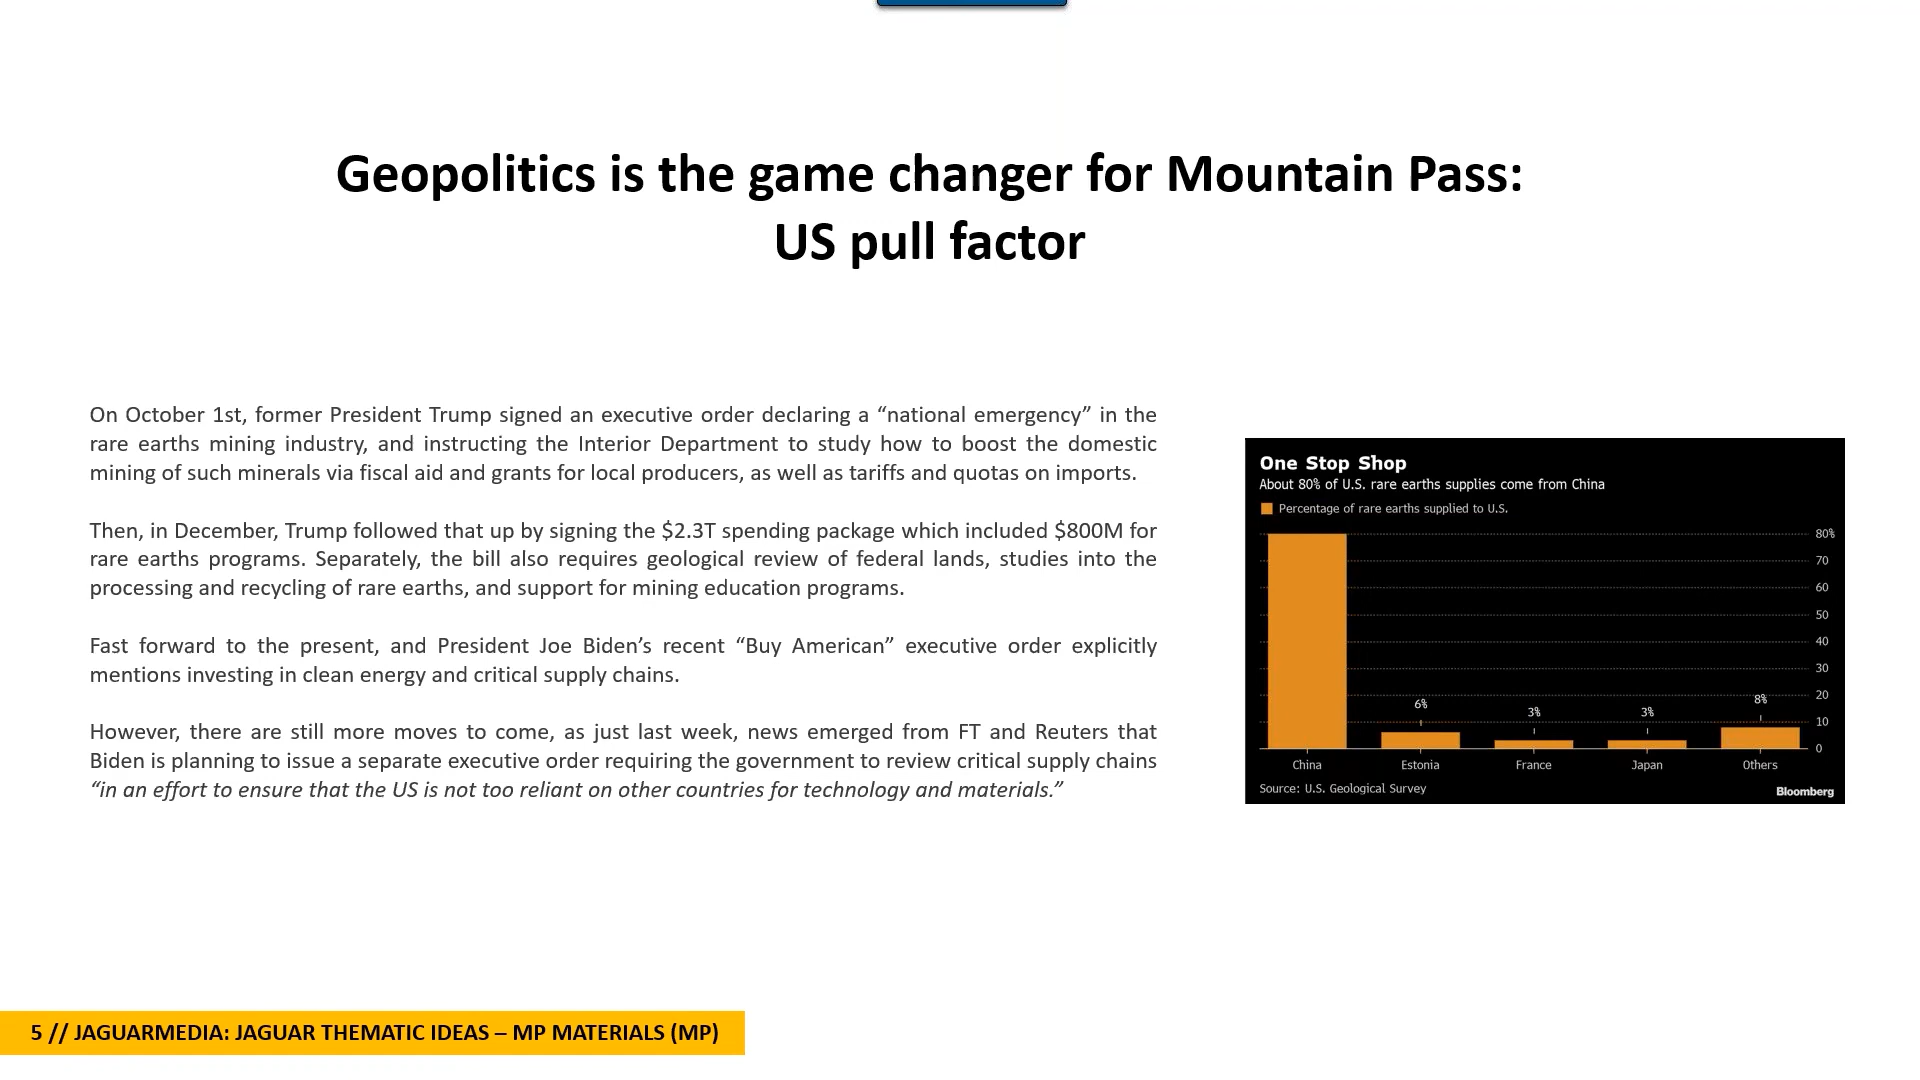 Geopolitics is the game changer for Mountain Pass:
US pull factor
On October 1st, former President Trump signed an executive order declaring a “national emergency” in the
rare earths mining industry, and instructing the Interior Department to study how to boost the domestic
mining of such minerals via fiscal aid and grants for local producers, as well as tariffs and quotas on imports.
Then, in December, Trump followed that up by signing the $2.3T spending package which included $800M for
rare earths programs. Separately, the bill also requires geological review of federal lands, studies into the
processing and recycling of rare earths, and support for mining education programs.
Fast forward to the present, and President Joe Biden’s recent “Buy American” executive order explicitly
mentions investing in clean energy and critical supply chains.
However, there are still more moves to come, as just last week, news emerged from FT and Reuters that
Biden is planning to issue a separate executive order requiring the government to review critical supply chains
“in an effort to ensure that the US is not too reliant on other countries for technology and materials.”
One Stop Shop
About 80% of U.S. rare earths supplies come from China
Percentage of rare earths supplied to U.S.
80%
70
60
50
40
30
20
10
0
6%
3%
3%
8%
China Estonia France Japan Others
Source: U.S. Geological Survey
Bloomberg
5 // JAGUARMEDIA: JAGUAR THEMATIC IDEAS – MP MATERIALS (MP)